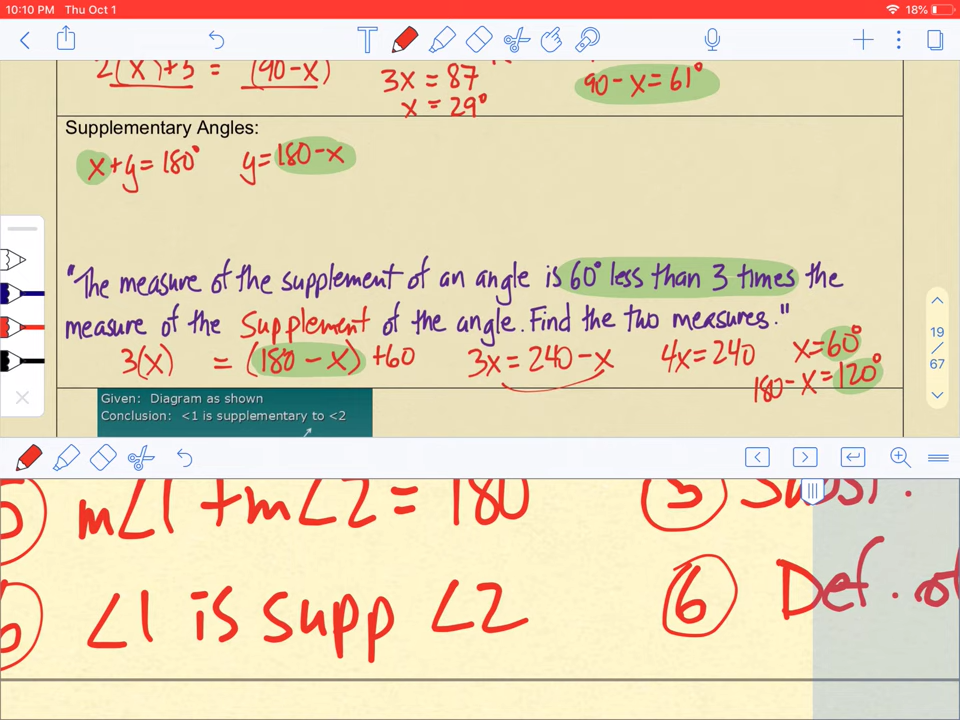 10:10 PM Thu Oct 1 18%
2(x)+5 = (90-x) 3x = 87 90-x=61°
x = 29°
Supplementary Angles:
x+y=180° y=180-x
"The measure of the supplement of an angle is 60° less than 3 times the
measure of the Supplement of the angle. Find the two measures."
3(x) = (180-x)+60 3x=240-x 4x=240 x=60°
180-x=120°
19
/
67
Given: Diagram as shown
Conclusion: <1 is supplementary to <2
m∠1+m∠2=180 Subst.
∠1 is supp ∠2 6 Def. of